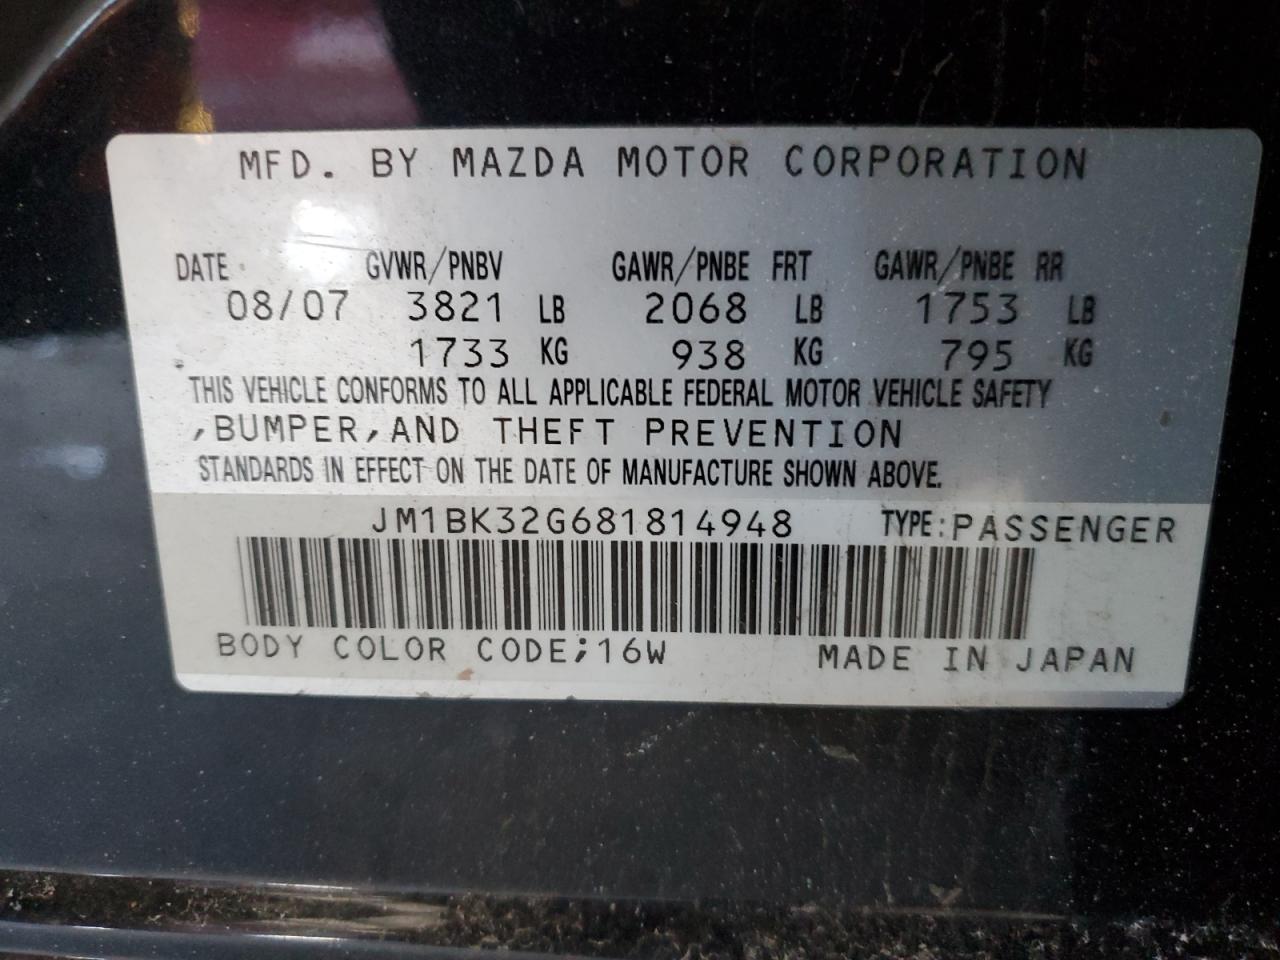 MFD. BY MAZDA MOTOR CORPORATION
DATE GVWR/PNBV GAWR/PNBE FRT GAWR/PNBE RR
08/07 3821 LB 2068 LB 1753 LB
1733 KG 938 KG 795 KG
THIS VEHICLE CONFORMS TO ALL APPLICABLE FEDERAL MOTOR VEHICLE SAFETY
,BUMPER,AND THEFT PREVENTION
STANDARDS IN EFFECT ON THE DATE OF MANUFACTURE SHOWN ABOVE.
JM1BK32G681814948 TYPE:PASSENGER
BODY COLOR CODE;16W MADE IN JAPAN